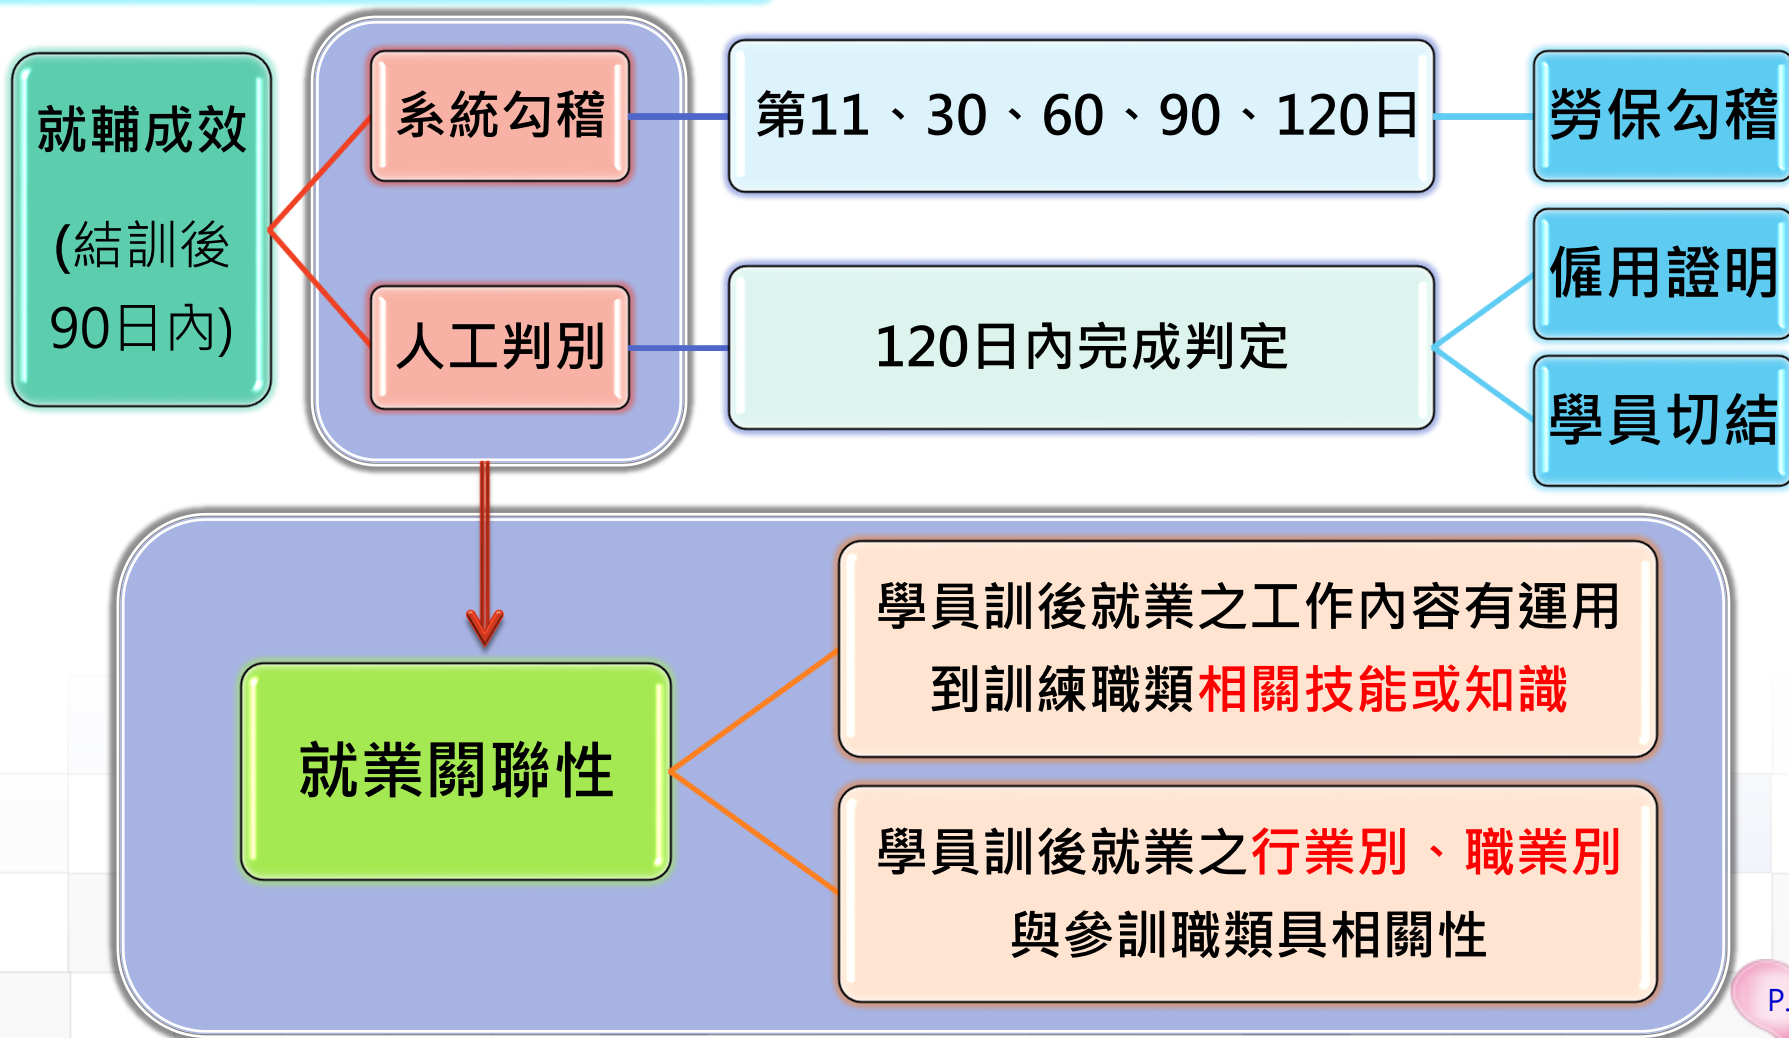 就輔成效
(結訓後
90日內)
系統勾稽
第11、30、60、90、120日
勞保勾稽
人工判別
120日內完成判定
僱用證明
學員切結
就業關聯性
學員訓後就業之工作內容有運用
到訓練職類相關技能或知識
學員訓後就業之行業別、職業別
與參訓職類具相關性
P.